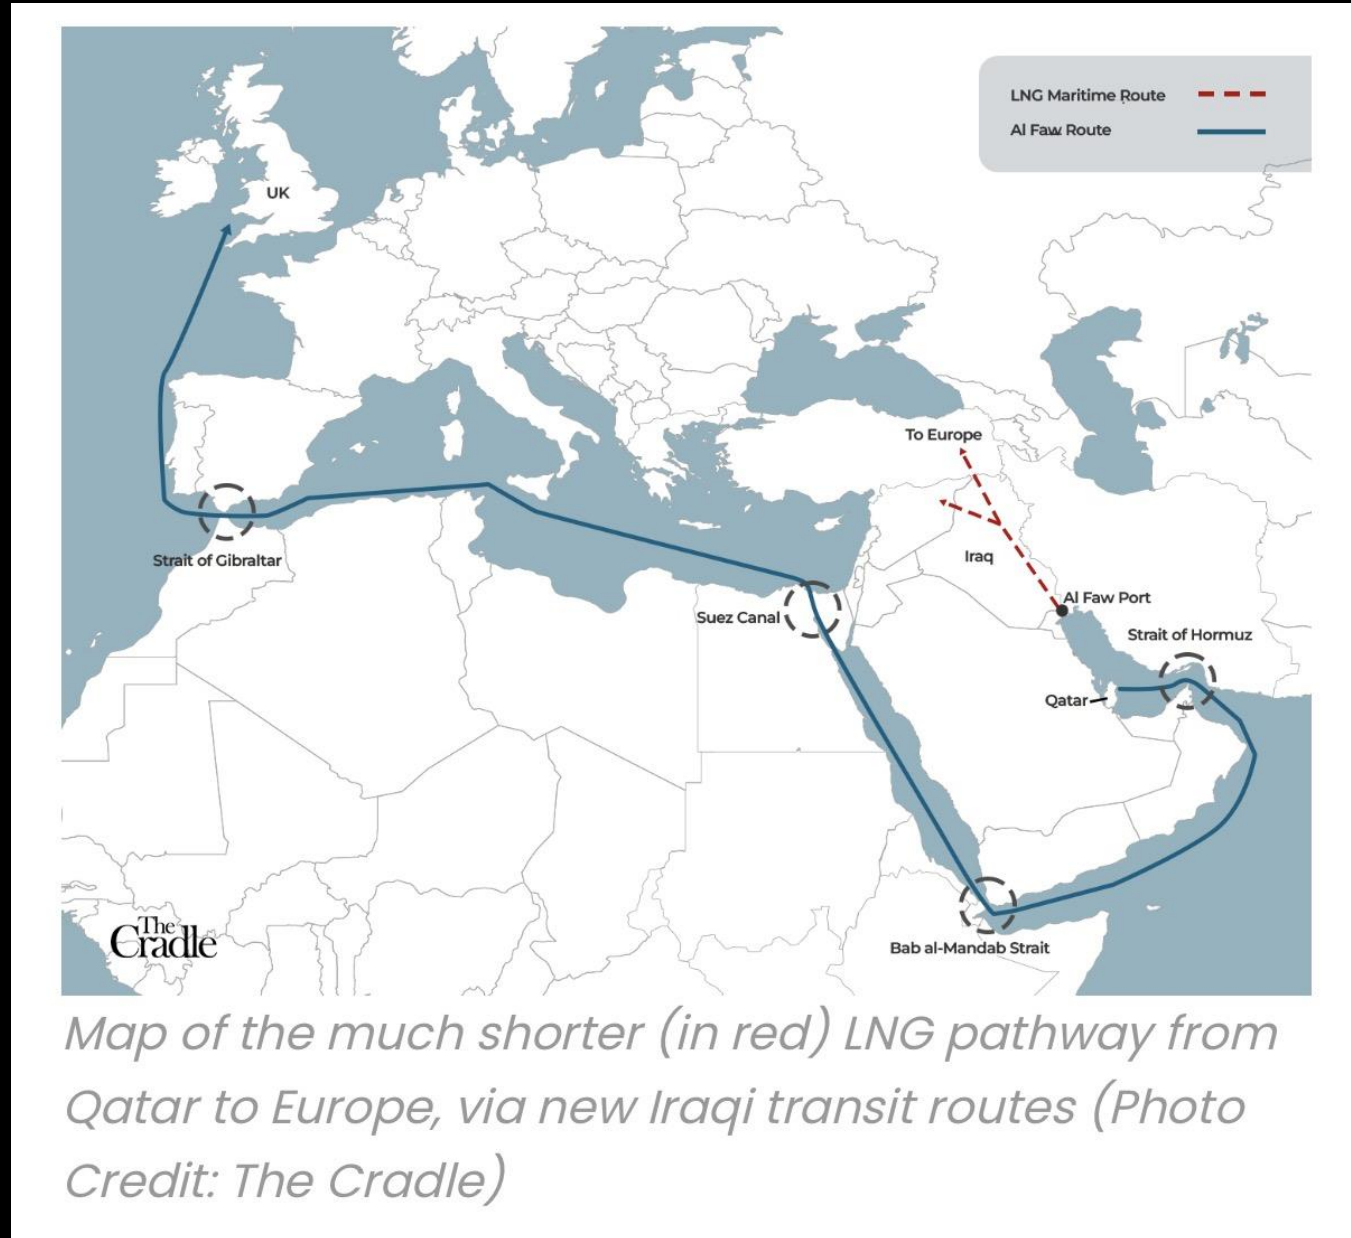 LNG Maritime Route
Al Faw Route
UK
To Europe
Strait of Gibraltar
Iraq
Al Faw Port
Suez Canal
Strait of Hormuz
Qatar
Bab al-Mandab Strait
The
Cradle
Map of the much shorter (in red) LNG pathway from
Qatar to Europe, via new Iraqi transit routes (Photo
Credit: The Cradle)